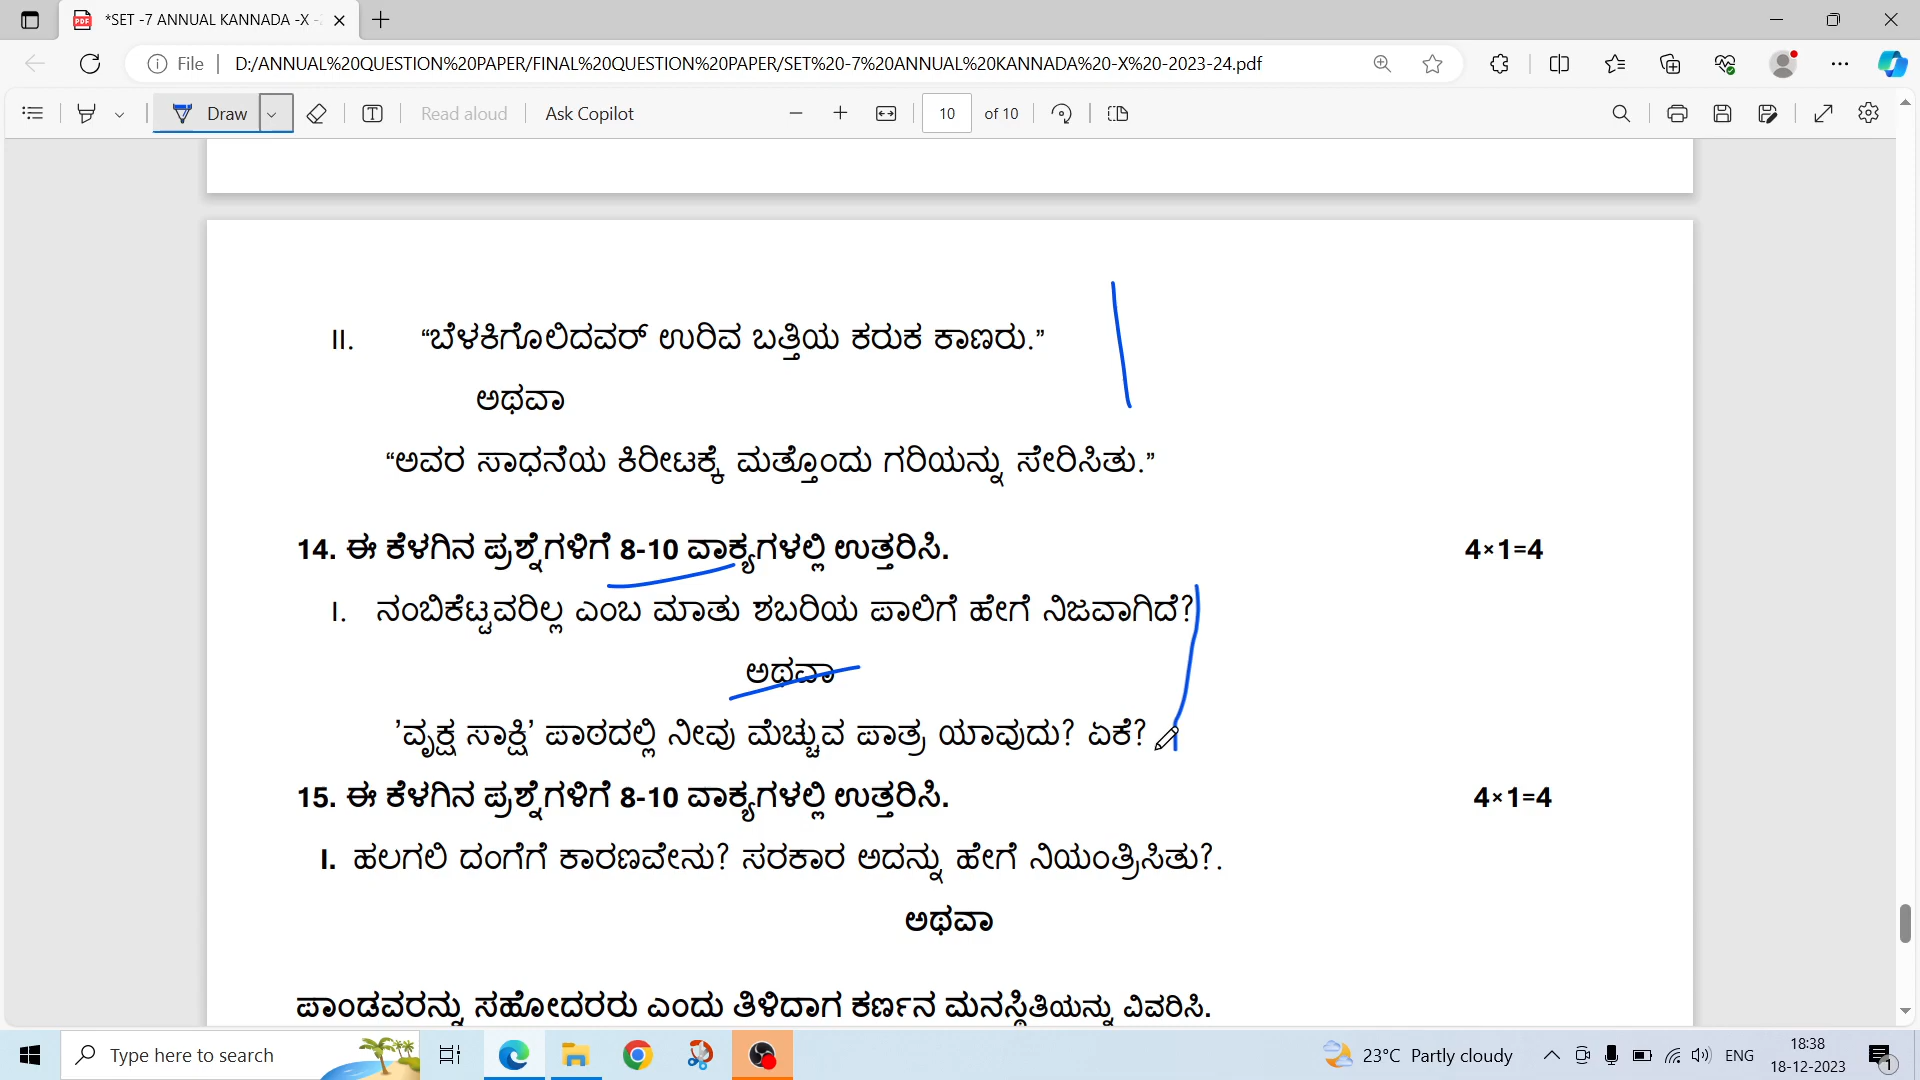 *SET -7 ANNUAL KANNADA -X -2
File
D:/ANNUAL%20QUESTION%20PAPER/FINAL%20QUESTION%20PAPER/SET%20-7%20ANNUAL%20KANNADA%20-X%20-2023-24.pdf
Draw
Read aloud
Ask Copilot
10 of 10
II. “ಬೆಳಕಿಗೊಲಿದವರ್ ಉರಿವ ಬತ್ತಿಯ ಕರುಕ ಕಾಣರು.”
ಅಥವಾ
“ಅವರ ಸಾಧನೆಯ ಕಿರೀಟಕ್ಕೆ ಮತ್ತೊಂದು ಗರಿಯನ್ನು ಸೇರಿಸಿತು.”
14. ಈ ಕೆಳಗಿನ ಪ್ರಶ್ನೆಗಳಿಗೆ 8-10 ವಾಕ್ಯಗಳಲ್ಲಿ ಉತ್ತರಿಸಿ. 4×1=4
I. ನಂಬಿಕೆಟ್ಟವರಿಲ್ಲ ಎಂಬ ಮಾತು ಶಬರಿಯ ಪಾಲಿಗೆ ಹೇಗೆ ನಿಜವಾಗಿದೆ?
ಅಥವಾ
’ವೃಕ್ಷ ಸಾಕ್ಷಿ’ ಪಾಠದಲ್ಲಿ ನೀವು ಮೆಚ್ಚುವ ಪಾತ್ರ ಯಾವುದು? ಏಕೆ?
15. ಈ ಕೆಳಗಿನ ಪ್ರಶ್ನೆಗಳಿಗೆ 8-10 ವಾಕ್ಯಗಳಲ್ಲಿ ಉತ್ತರಿಸಿ. 4×1=4
I. ಹಲಗಲಿ ದಂಗೆಗೆ ಕಾರಣವೇನು? ಸರಕಾರ ಅದನ್ನು ಹೇಗೆ ನಿಯಂತ್ರಿಸಿತು?.
ಅಥವಾ
ಪಾಂಡವರನ್ನು ಸಹೋದರರು ಎಂದು ತಿಳಿದಾಗ ಕರ್ಣನ ಮನಸ್ಥಿತಿಯನ್ನು ವಿವರಿಸಿ.
Type here to search
23°C Partly cloudy
ENG
18:38
18-12-2023
1